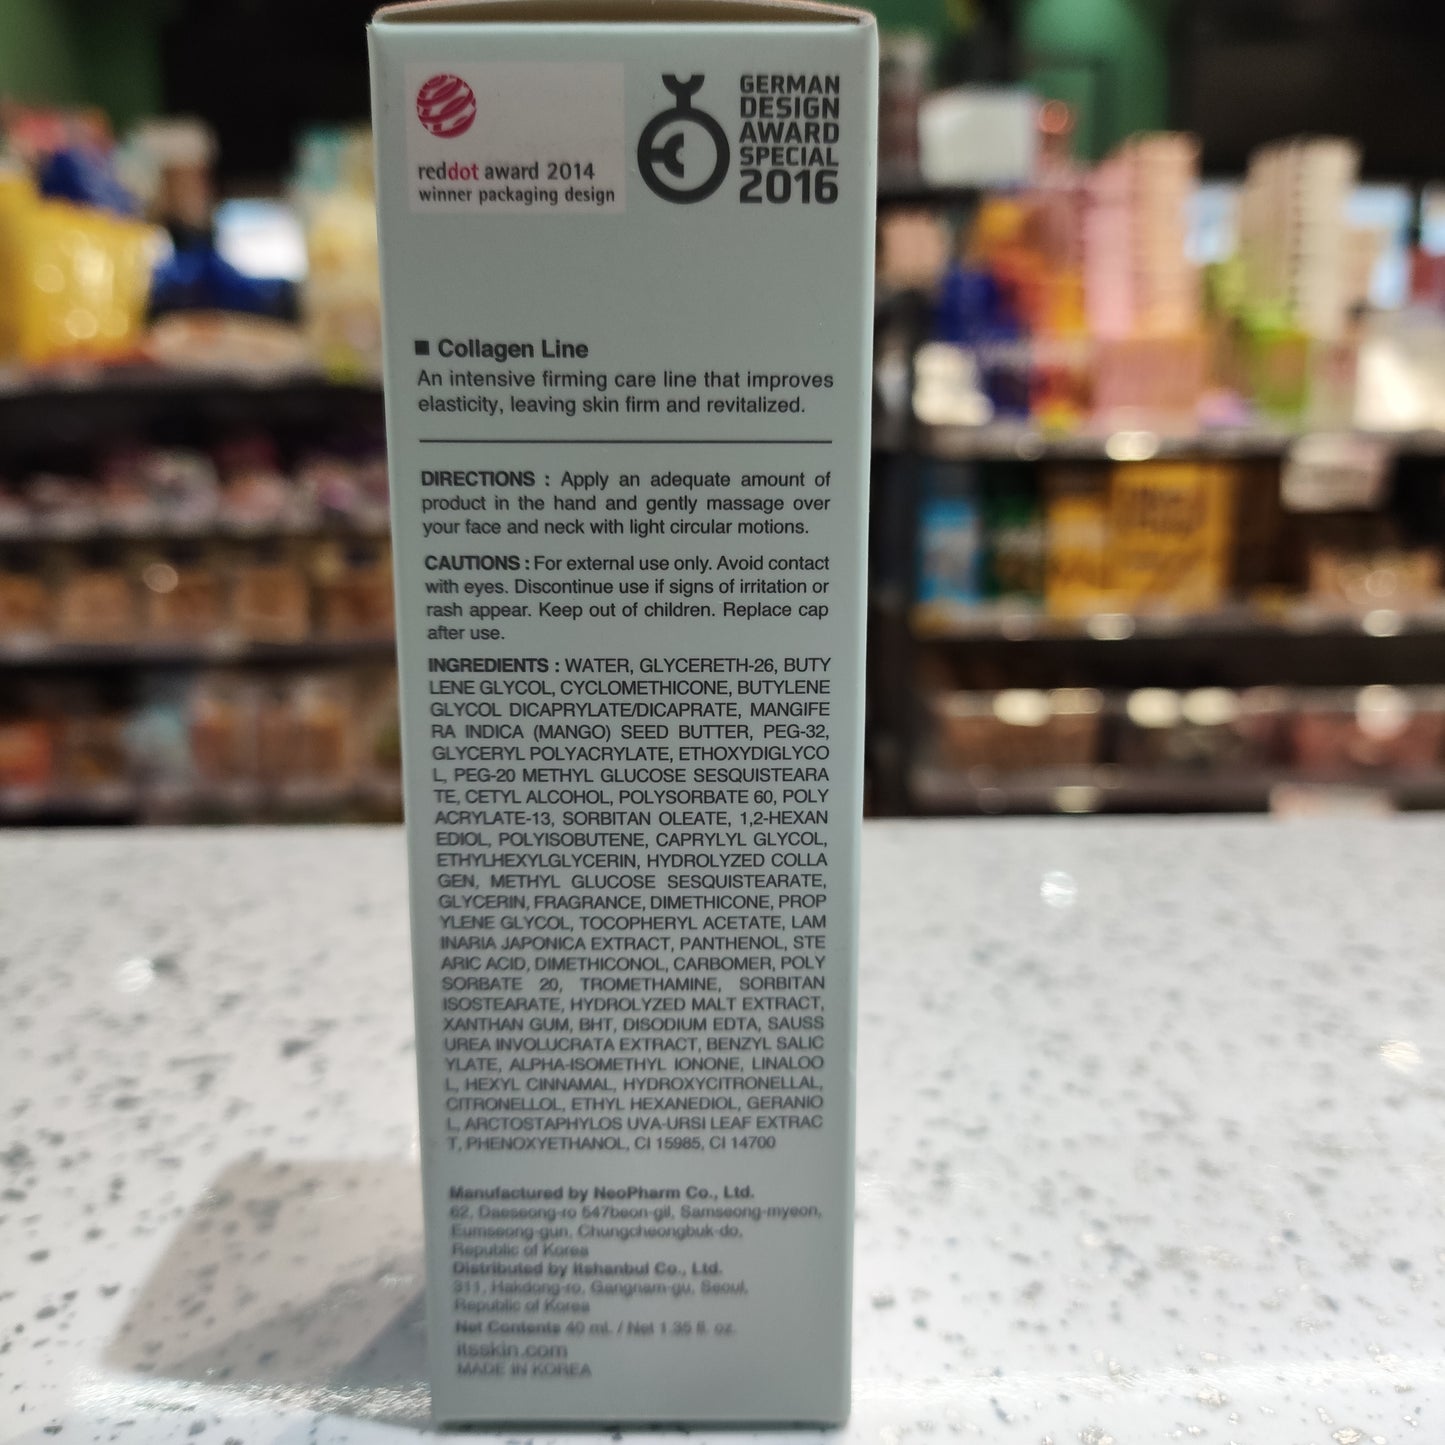 reddot award 2014
winner packaging design
GERMAN
DESIGN
AWARD
SPECIAL
2016
■ Collagen Line
An intensive firming care line that improves
elasticity, leaving skin firm and revitalized.
DIRECTIONS : Apply an adequate amount of
product in the hand and gently massage over
your face and neck with light circular motions.
CAUTIONS : For external use only. Avoid contact
with eyes. Discontinue use if signs of irritation or
rash appear. Keep out of children. Replace cap
after use.
INGREDIENTS : WATER, GLYCERETH-26, BUTY
LENE GLYCOL, CYCLOMETHICONE, BUTYLENE
GLYCOL DICAPRYLATE/DICAPRATE, MANGIFE
RA INDICA (MANGO) SEED BUTTER, PEG-32,
GLYCERYL POLYACRYLATE, ETHOXYDIGLYCO
L, PEG-20 METHYL GLUCOSE SESQUISTEARA
TE, CETYL ALCOHOL, POLYSORBATE 60, POLY
ACRYLATE-13, SORBITAN OLEATE, 1,2-HEXAN
EDIOL, POLYISOBUTENE, CAPRYLYL GLYCOL,
ETHYLHEXYLGLYCERIN, HYDROLYZED COLLA
GEN, METHYL GLUCOSE SESQUISTEARATE,
GLYCERIN, FRAGRANCE, DIMETHICONE, PROP
YLENE GLYCOL, TOCOPHERYL ACETATE, LAM
INARIA JAPONICA EXTRACT, PANTHENOL, STE
ARIC ACID, DIMETHICONOL, CARBOMER, POLY
SORBATE 20, TROMETHAMINE, SORBITAN
ISOSTEARATE, HYDROLYZED MALT EXTRACT,
XANTHAN GUM, BHT, DISODIUM EDTA, SAUSS
UREA INVOLUCRATA EXTRACT, BENZYL SALIC
YLATE, ALPHA-ISOMETHYL IONONE, LINALOO
L, HEXYL CINNAMAL, HYDROXYCITRONELLAL,
CITRONELLOL, ETHYL HEXANEDIOL, GERANIO
L, ARCTOSTAPHYLOS UVA-URSI LEAF EXTRAC
T, PHENOXYETHANOL, CI 15985, CI 14700
Manufactured by NeoPharm Co., Ltd.
62, Daeseong-ro 547beon-gil, Samseong-myeon,
Eumseong-gun, Chungcheongbuk-do,
Republic of Korea
Distributed by Itshanbul Co., Ltd.
311, Hakdong-ro, Gangnam-gu, Seoul,
Republic of Korea
Net Contents 40 mL / Net 1.35 fl. oz.
itsskin.com
MADE IN KOREA